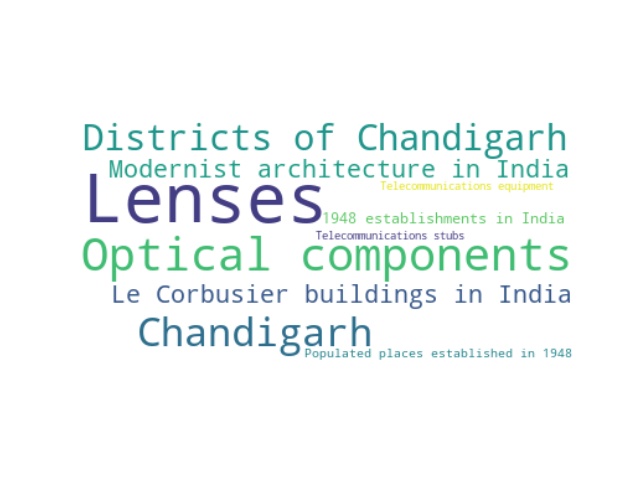 Districts of Chandigarh
Modernist architecture in India
Telecommunications equipment
Lenses
1948 establishments in India
Telecommunications stubs
Optical components
Le Corbusier buildings in India
Chandigarh
Populated places established in 1948